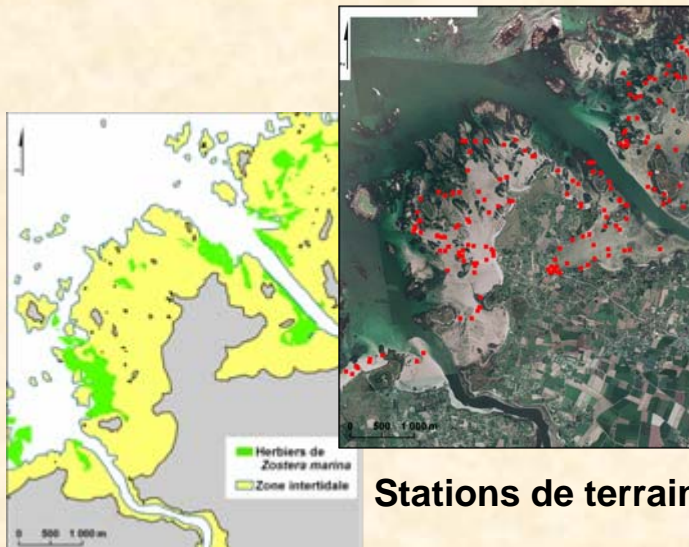 Herbiers de
Zostera marina
Zone intertidale
0 500 1 000 m
0 500 1 000 m
Stations de terrain